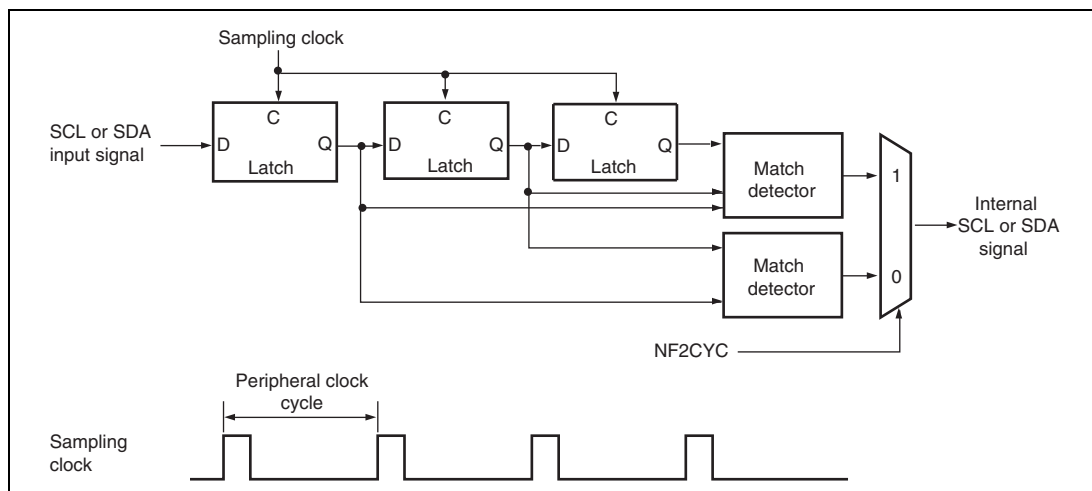 Sampling clock
C
C
C
SCL or SDA
input signal
D
Q
Latch
D
Q
Latch
D
Q
Latch
Match
detector
1
Internal
SCL or SDA
signal
Match
detector
0
NF2CYC
Peripheral clock
cycle
Sampling
clock